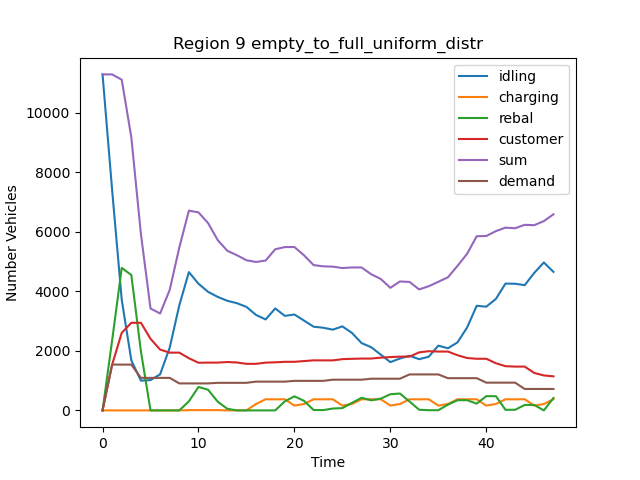 Region 9 empty_to_full_uniform_distr
idling
charging
rebal
customer
sum
demand
10000
8000
6000
4000
2000
0
Number Vehicles
0 10 20 30 40
Time